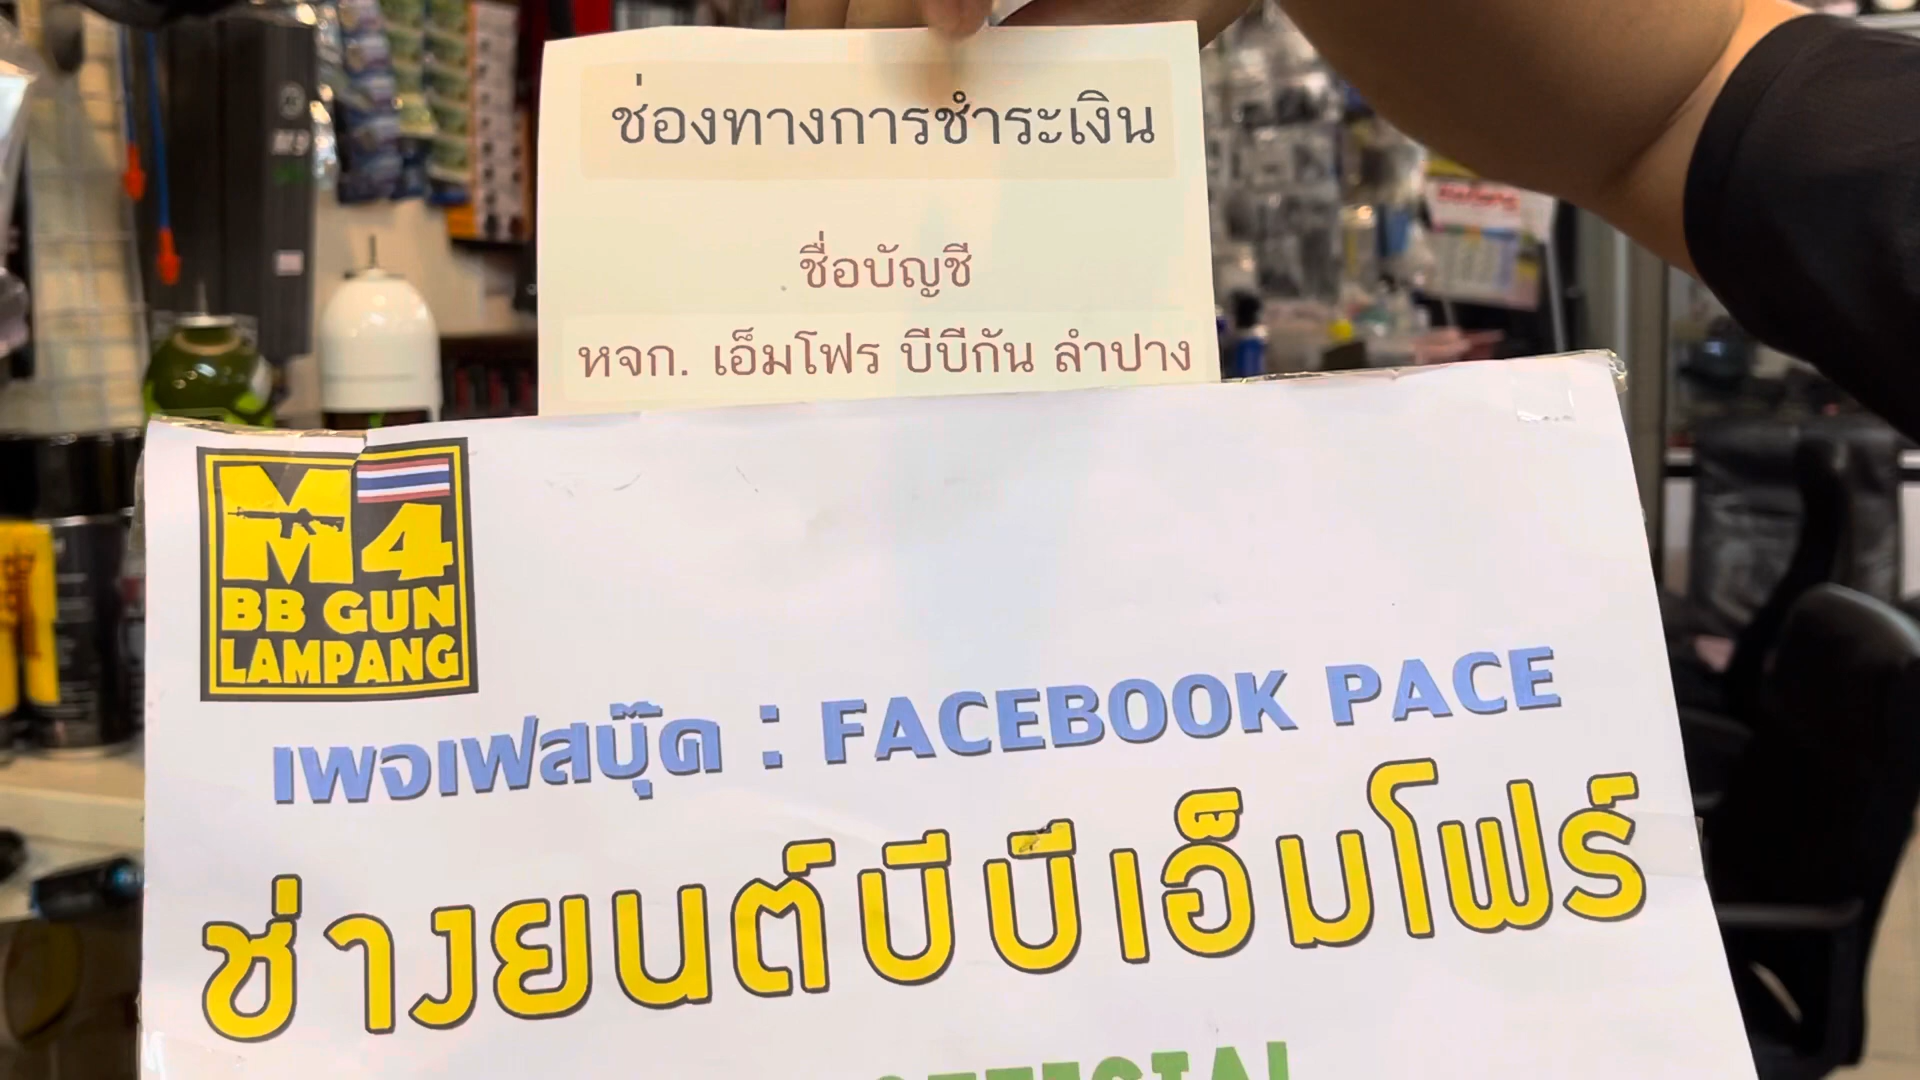 ช่องทางการชำระเงิน
ชื่อบัญชี
หจก. เอ็มโฟร บีบีกัน ลำปาง
M4
BB GUN
LAMPANG
เพจเฟสบุ๊ค : FACEBOOK PACE
ช่างยนต์บีบีเอ็มโฟร์
OFFICIAL